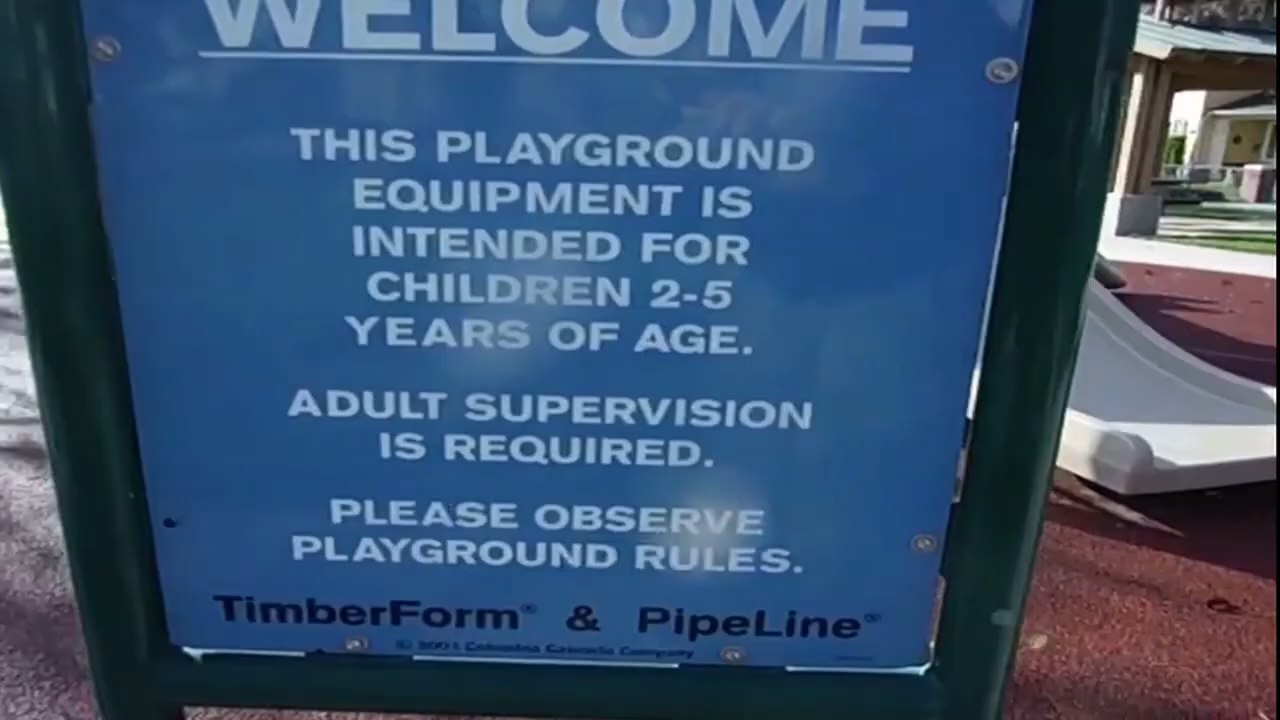 WELCOME
THIS PLAYGROUND
EQUIPMENT IS
INTENDED FOR
CHILDREN 2-5
YEARS OF AGE.
ADULT SUPERVISION
IS REQUIRED.
PLEASE OBSERVE
PLAYGROUND RULES.
TimberForm® & PipeLine®
Company